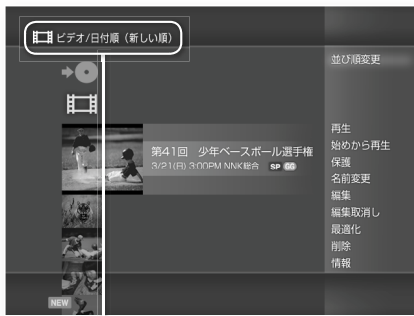 ビデオ/日付順（新しい順）
並び順変更
第41回　少年ベースボール選手権
3/21(日) 3:00PM NNK総合 SP GG
再生
始めから再生
保護
名前変更
編集
編集取消し
最適化
削除
情報
NEW